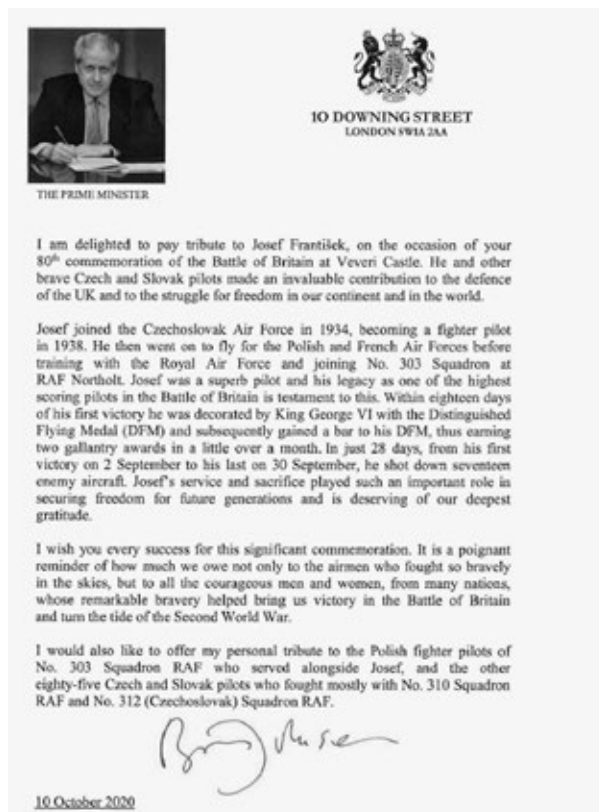 10 DOWNING STREET
LONDON SW1A 2AA
THE PRIME MINISTER
I am delighted to pay tribute to Josef František, on the occasion of your
80th commemoration of the Battle of Britain at Veveri Castle. He and other
brave Czech and Slovak pilots made an invaluable contribution to the defence
of the UK and to the struggle for freedom in our continent and in the world.
Josef joined the Czechoslovak Air Force in 1934, becoming a fighter pilot
in 1938. He then went on to fly for the Polish and French Air Forces before
training with the Royal Air Force and joining No. 303 Squadron at
RAF Northolt. Josef was a superb pilot and his legacy as one of the highest
scoring pilots in the Battle of Britain is testament to this. Within eighteen days
of his first victory he was decorated by King George VI with the Distinguished
Flying Medal (DFM) and subsequently gained a bar to his DFM, thus earning
two gallantry awards in a little over a month. In just 28 days, from his first
victory on 2 September to his last on 30 September, he shot down seventeen
enemy aircraft. Josef's service and sacrifice played such an important role in
securing freedom for future generations and is deserving of our deepest
gratitude.
I wish you every success for this significant commemoration. It is a poignant
reminder of how much we owe not only to the airmen who fought so bravely
in the skies, but to all the courageous men and women, from many nations,
whose remarkable bravery helped bring us victory in the Battle of Britain
and turn the tide of the Second World War.
I would also like to offer my personal tribute to the Polish fighter pilots of
No. 303 Squadron RAF who served alongside Josef, and the other
eighty-five Czech and Slovak pilots who fought mostly with No. 310 Squadron
RAF and No. 312 (Czechoslovak) Squadron RAF.
Boris Johnson
10 October 2020